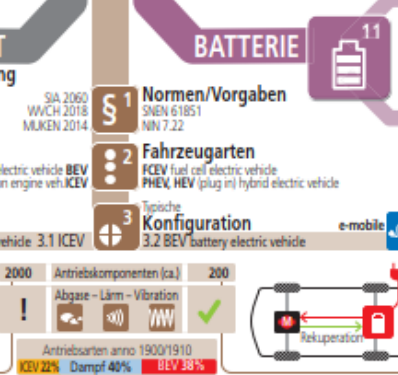 T
BATTERIE
11
ng
SIA 2060
WVCH 2018
MUKEN 2014
§ 1
Normen/Vorgaben
SNEN 61851
NIN 7.22
electric vehicle BEV
on engine veh. ICEV
2
Fahrzeugarten
FCEV fuel cell electric vehicle
PHEV, HEV (plug in) hybrid electric vehicle
3
Typische
Konfiguration
e-mobile
vehicle 3.1 ICEV
3.2 BEV battery electric vehicle
2000 Antriebskomponenten (ca.) 200
! Abgase – Lärm – Vibration
M
Rekuperation
Antriebsarten anno 1900/1910
ICEV 22% Dampf 40% BEV 38%